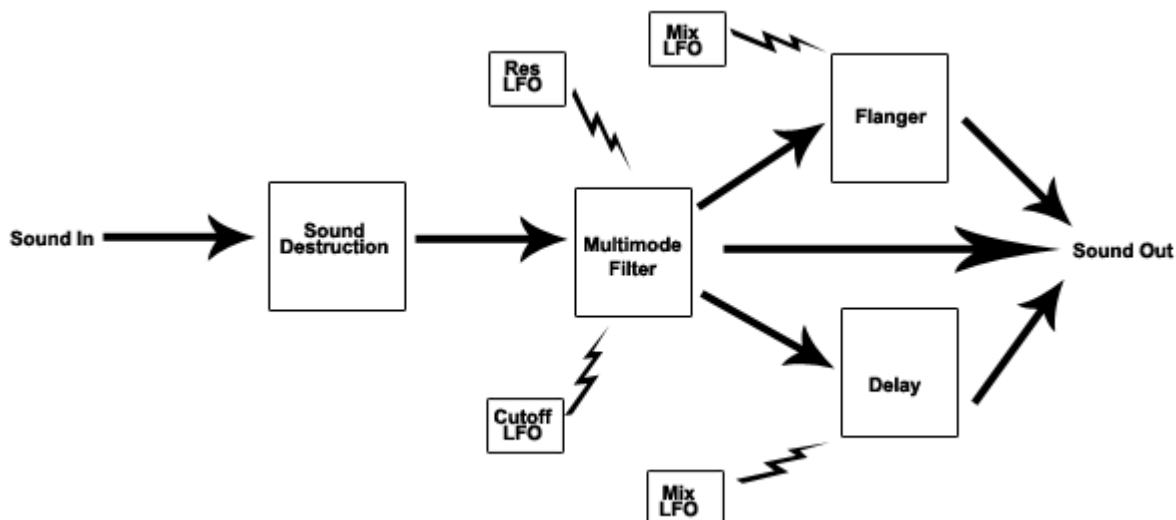 Mix
LFO
Res
LFO
Flanger
Sound
Destruction
Sound In
Multimode
Filter
Sound Out
Delay
Cutoff
LFO
Mix
LFO